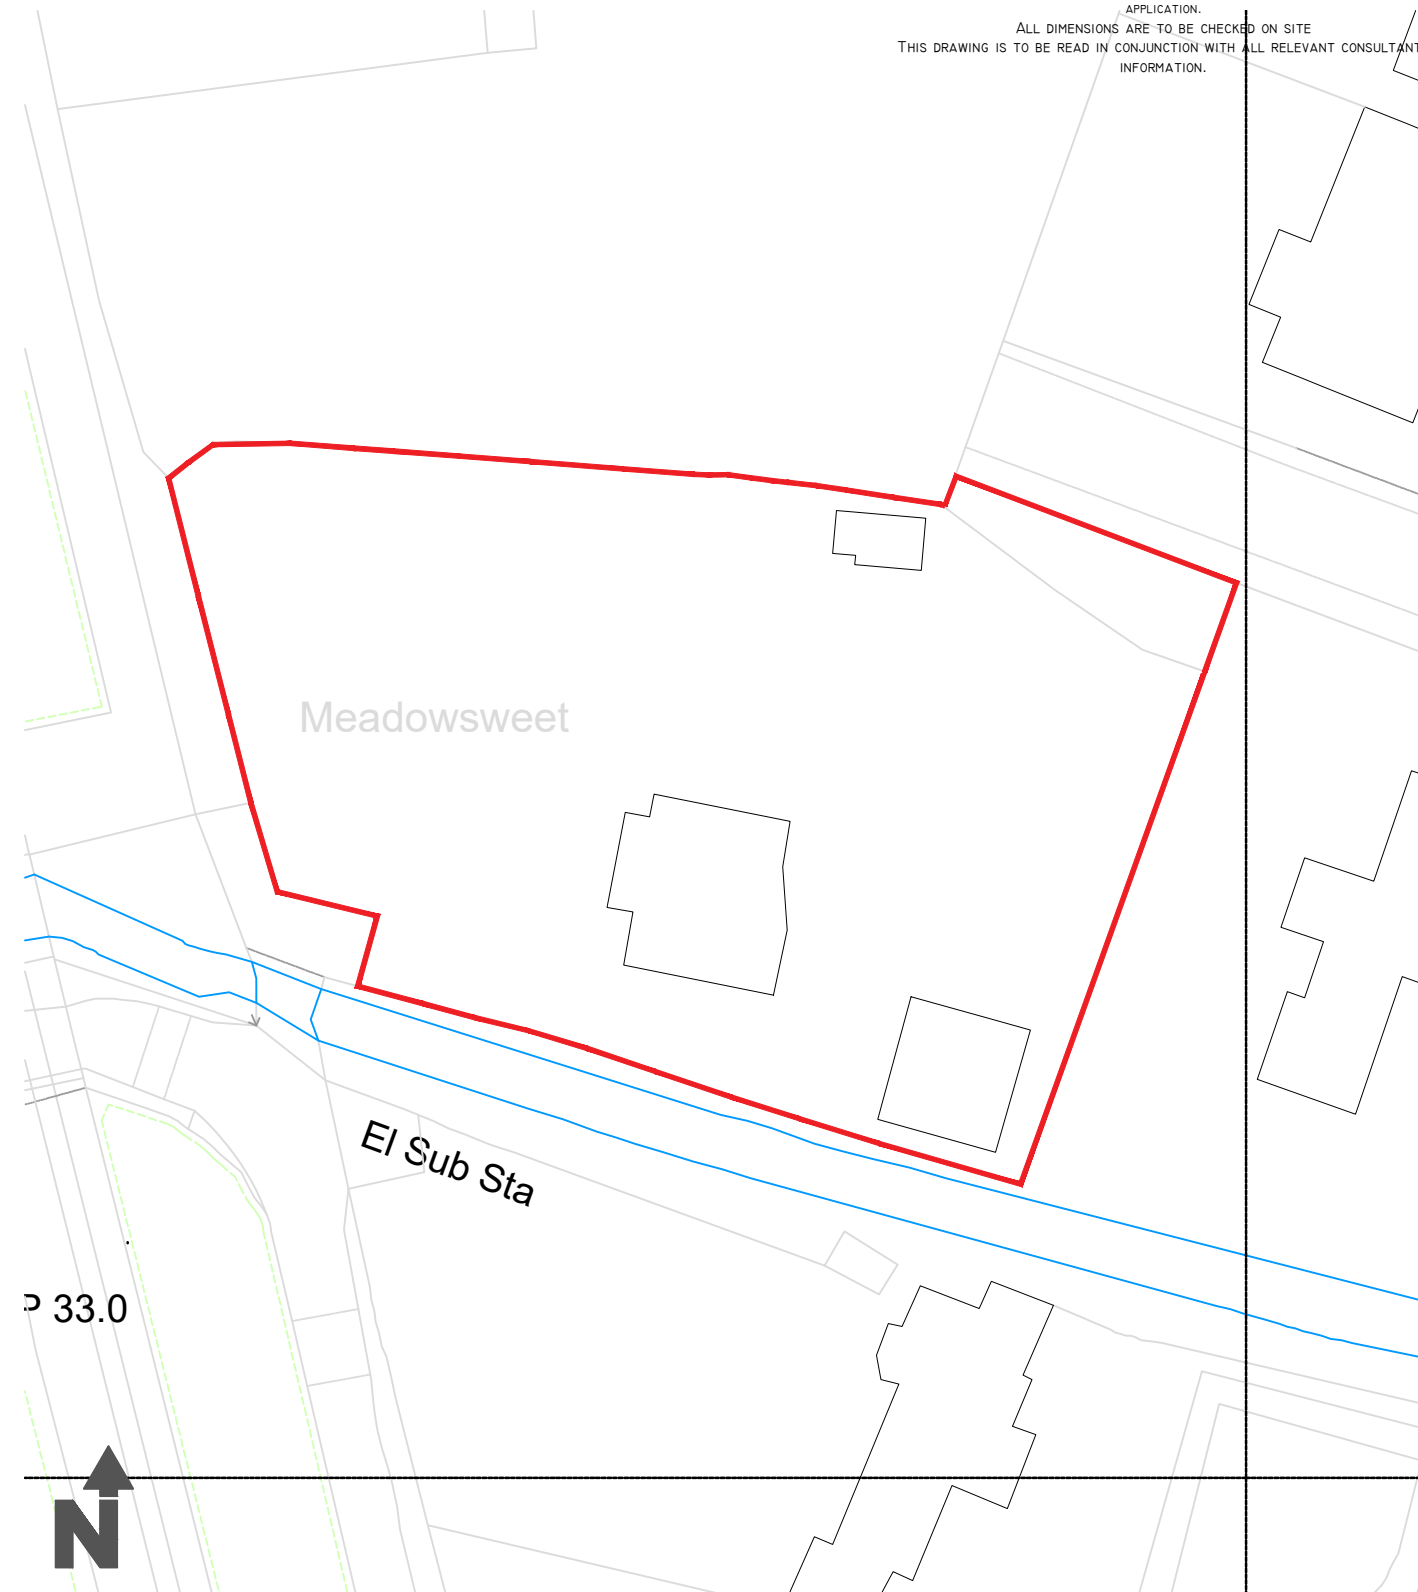 APPLICATION.
ALL DIMENSIONS ARE TO BE CHECKED ON SITE
THIS DRAWING IS TO BE READ IN CONJUNCTION WITH ALL RELEVANT CONSULTANT
INFORMATION.
Meadowsweet
El Sub Sta
P 33.0
N